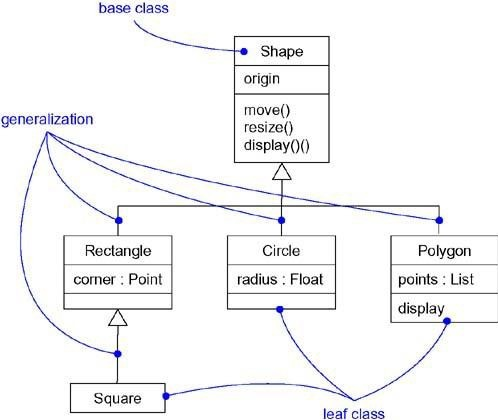 base class
Shape
origin
move()
resize()
display()()
generalization
Rectangle
corner : Point
Circle
radius : Float
Polygon
points : List
display
Square
leaf class